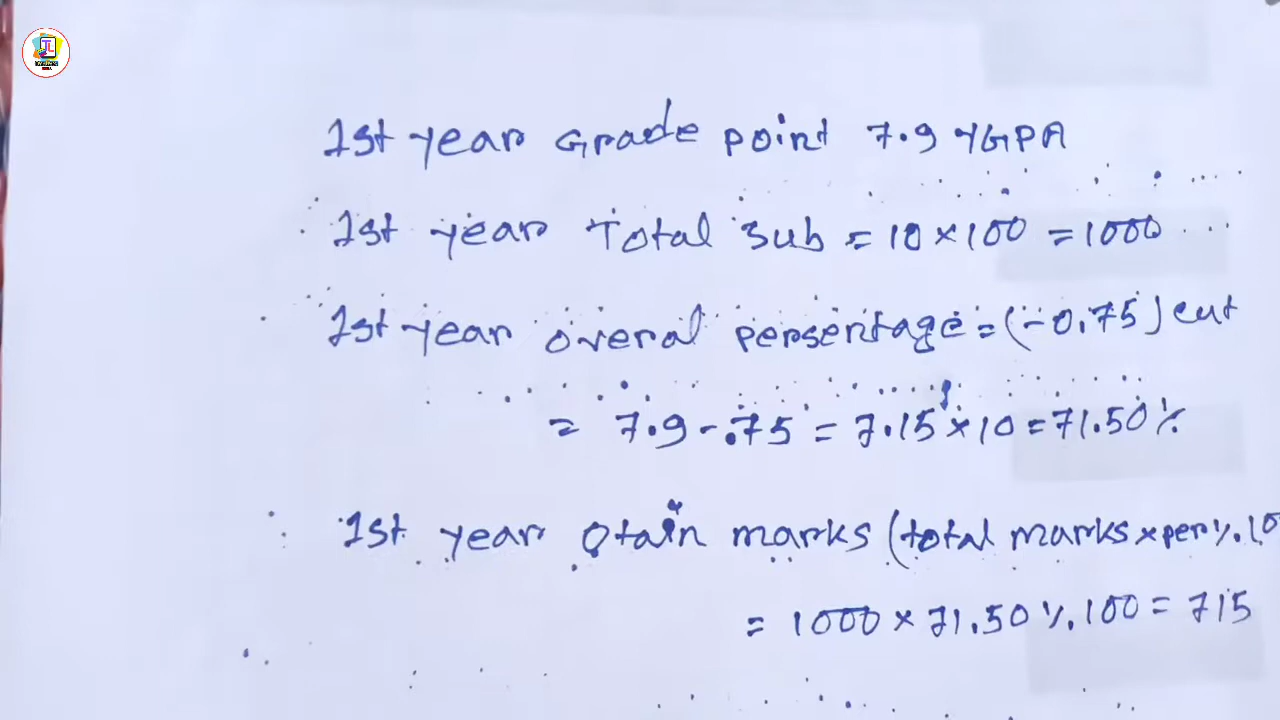 1st year Grade point 7.9 YGPA
1st year Total Sub = 10 × 100 = 1000
1st year overal persentage = (-0.75) cut
= 7.9 - .75 = 7.15 × 10 = 71.50%
1st year Otain marks (total marks × per%. 10
= 1000 × 71.50 %. 100 = 715